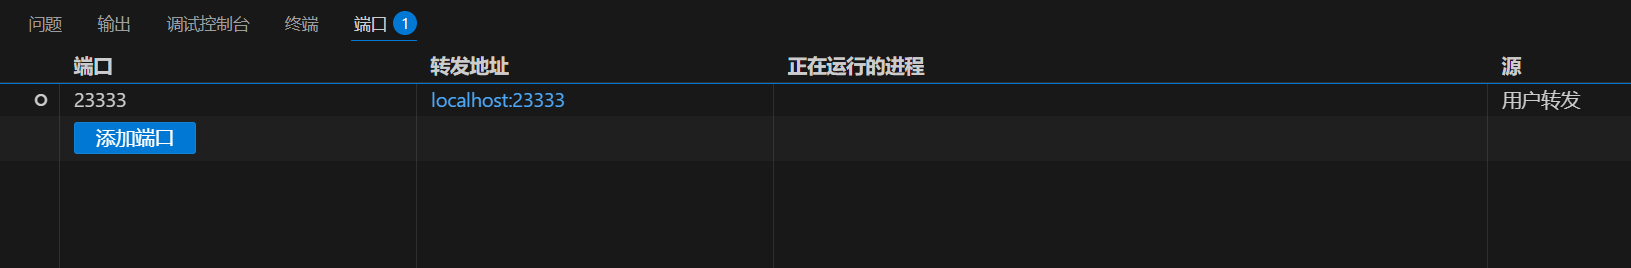 问题 输出 调试控制台 终端 端口 1
端口 转发地址 正在运行的进程 源
23333 localhost:23333 用户转发
添加端口